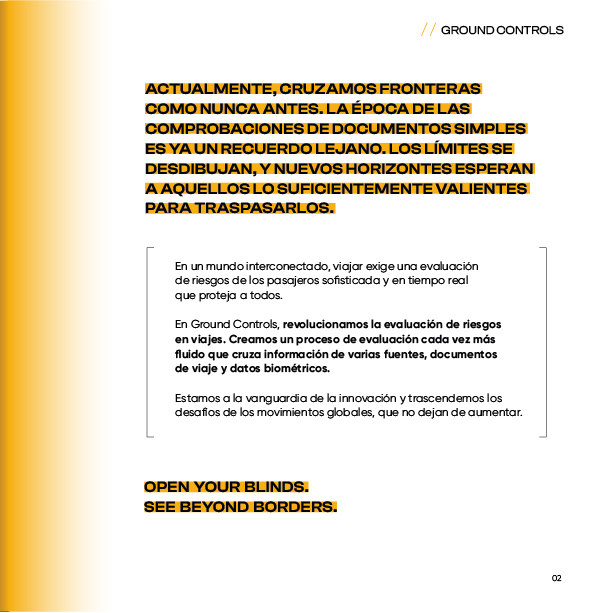 // GROUND CONTROLS
ACTUALMENTE, CRUZAMOS FRONTERAS
COMO NUNCA ANTES. LA ÉPOCA DE LAS
COMPROBACIONES DE DOCUMENTOS SIMPLES
ES YA UN RECUERDO LEJANO. LOS LÍMITES SE
DESDIBUJAN, Y NUEVOS HORIZONTES ESPERAN
A AQUELLOS LO SUFICIENTEMENTE VALIENTES
PARA TRASPASARLOS.
En un mundo interconectado, viajar exige una evaluación
de riesgos de los pasajeros sofisticada y en tiempo real
que proteja a todos.
En Ground Controls, revolucionamos la evaluación de riesgos
en viajes. Creamos un proceso de evaluación cada vez más
fluido que cruza información de varias fuentes, documentos
de viaje y datos biométricos.
Estamos a la vanguardia de la innovación y trascendemos los
desafíos de los movimientos globales, que no dejan de aumentar.
OPEN YOUR BLINDS.
SEE BEYOND BORDERS.
02